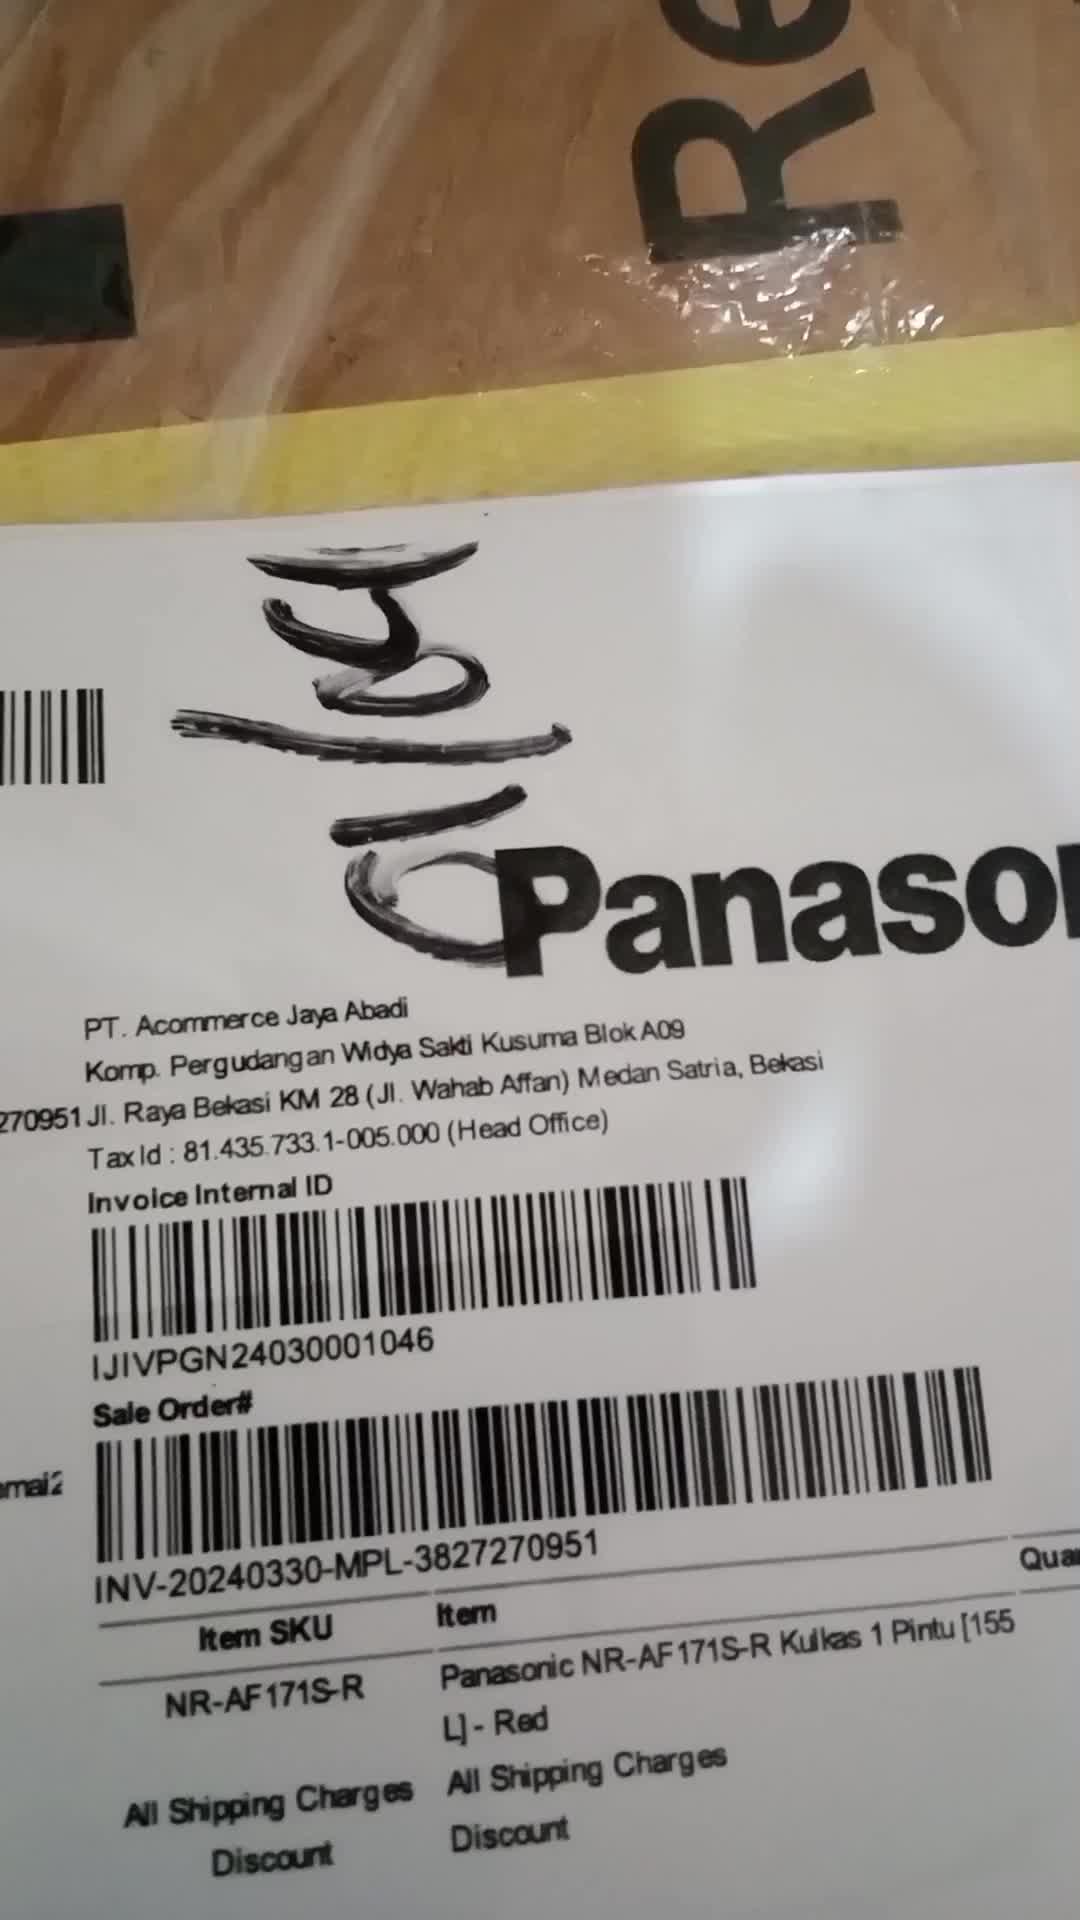 Re
Panaso
PT. Acommerce Jaya Abadi
Komp. Pergudangan Widya Sakti Kusuma Blok A09
270951 Jl. Raya Bekasi KM 28 (Jl. Wahab Affan) Medan Satria, Bekasi
Tax Id : 81.435.733.1-005.000 (Head Office)
Invoice Internal ID
IJIVPGN24030001046
Sale Order#
INV-20240330-MPL-3827270951
Item SKU Item Qua
NR-AF171S-R Panasonic NR-AF171S-R Kulkas 1 Pintu [155
L] - Red
All Shipping Charges All Shipping Charges
Discount Discount